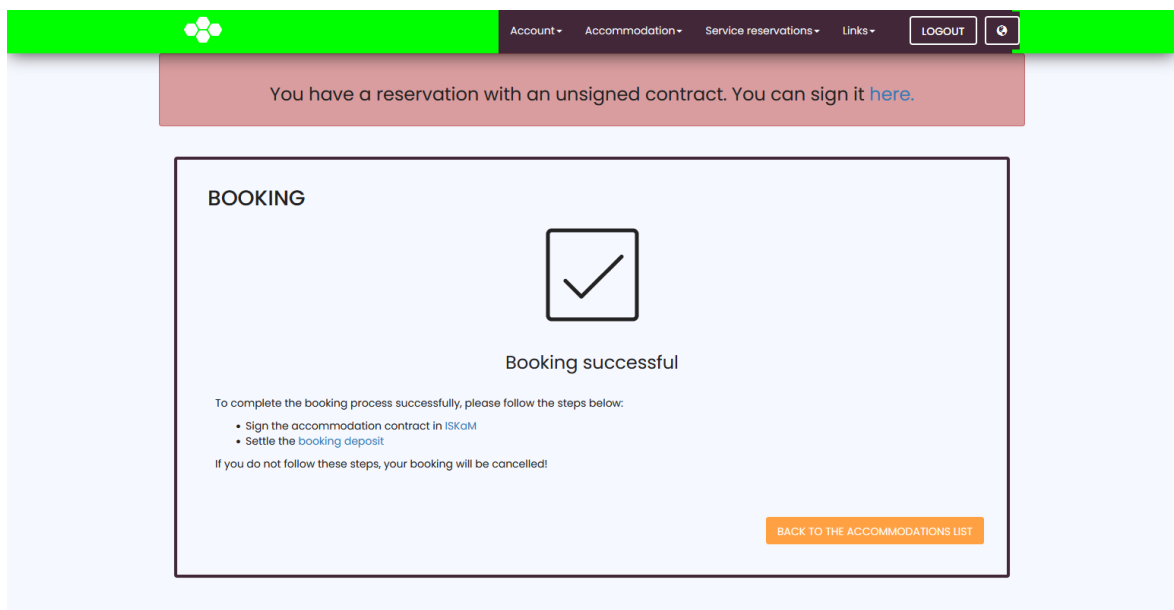 Account Accommodation Service reservations Links LOGOUT
You have a reservation with an unsigned contract. You can sign it here.
BOOKING
Booking successful
To complete the booking process successfully, please follow the steps below:
• Sign the accommodation contract in ISKaM
• Settle the booking deposit
If you do not follow these steps, your booking will be cancelled!
BACK TO THE ACCOMMODATIONS LIST